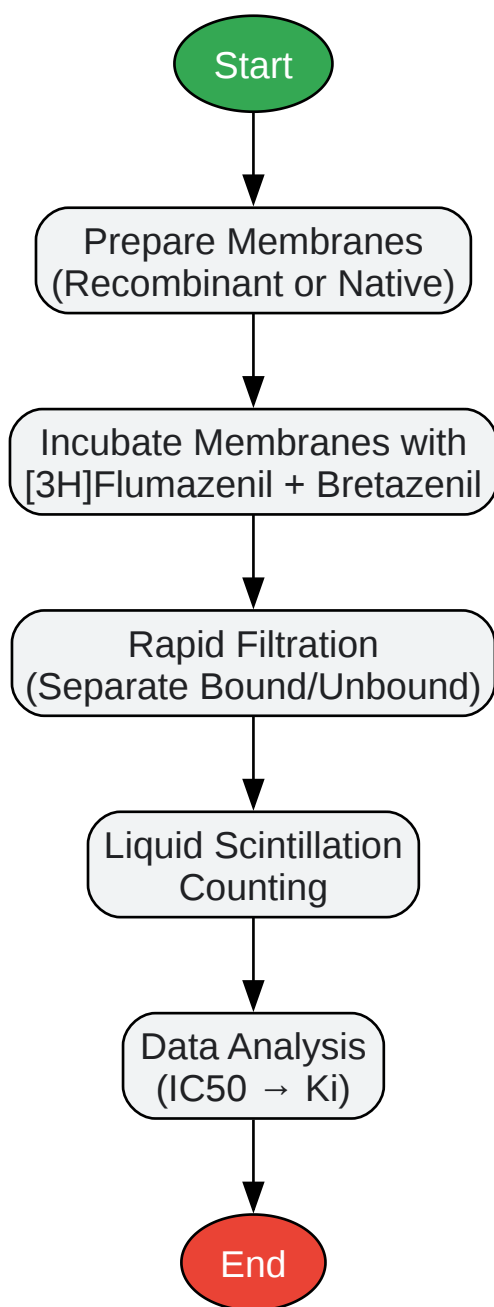 Start
Prepare Membranes
(Recombinant or Native)
Incubate Membranes with
[3H]Flumazenil + Bretazenil
Rapid Filtration
(Separate Bound/Unbound)
Liquid Scintillation
Counting
Data Analysis
(IC50 → Ki)
End